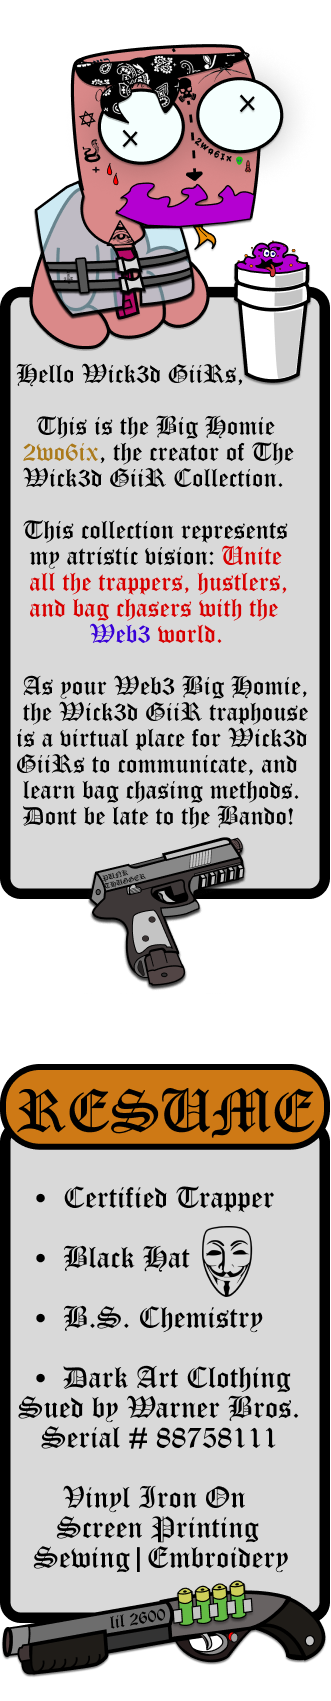 2wo6ix
Hello Wick3d GiiRs,
This is the Big Homie
2wo6ix, the creator of The
Wick3d GiiR Collection.
This collection represents
my atristic vision: Unite
all the trappers, hustlers,
and bag chasers with the
Web3 world.
As your Web3 Big Homie,
the Wick3d GiiR traphouse
is a virtual place for Wick3d
GiiRs to communicate, and
learn bag chasing methods.
Dont be late to the Bando!
PUNK
THUGGER
RESUME
• Certified Trapper
• Black Hat
• B.S. Chemistry
• Dark Art Clothing
Sued by Warner Bros.
Serial # 88758111
Vinyl Iron On
Screen Printing
Sewing|Embroidery
lil 2600